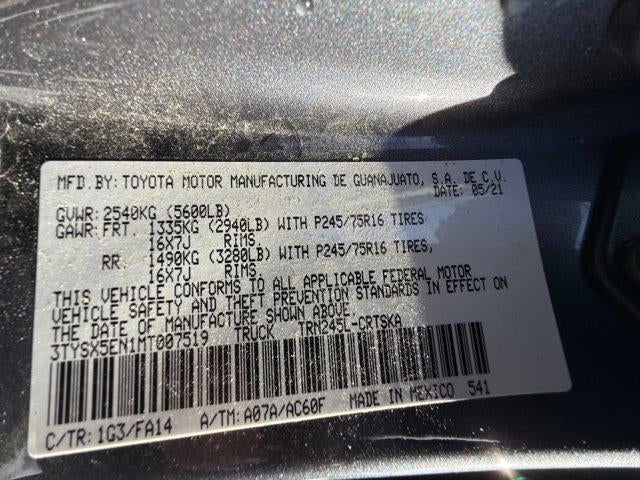 MFD. BY: TOYOTA MOTOR MANUFACTURING DE GUANAJUATO, S.A. DE C.V.
DATE: 05/21
GVWR: 2540KG (5600LB)
GAWR: FRT. 1335KG (2940LB) WITH P245/75R16 TIRES
16X7J RIMS,
RR. 1490KG (3280LB) WITH P245/75R16 TIRES,
16X7J RIMS.
THIS VEHICLE CONFORMS TO ALL APPLICABLE FEDERAL MOTOR
VEHICLE SAFETY AND THEFT PREVENTION STANDARDS IN EFFECT ON
THE DATE OF MANUFACTURE SHOWN ABOVE.
3TYSX5EN1MT007519 TRUCK TRN245L-CRTSKA
C/TR: 1G3/FA14 A/TM: A07A/AC60F MADE IN MEXICO 541